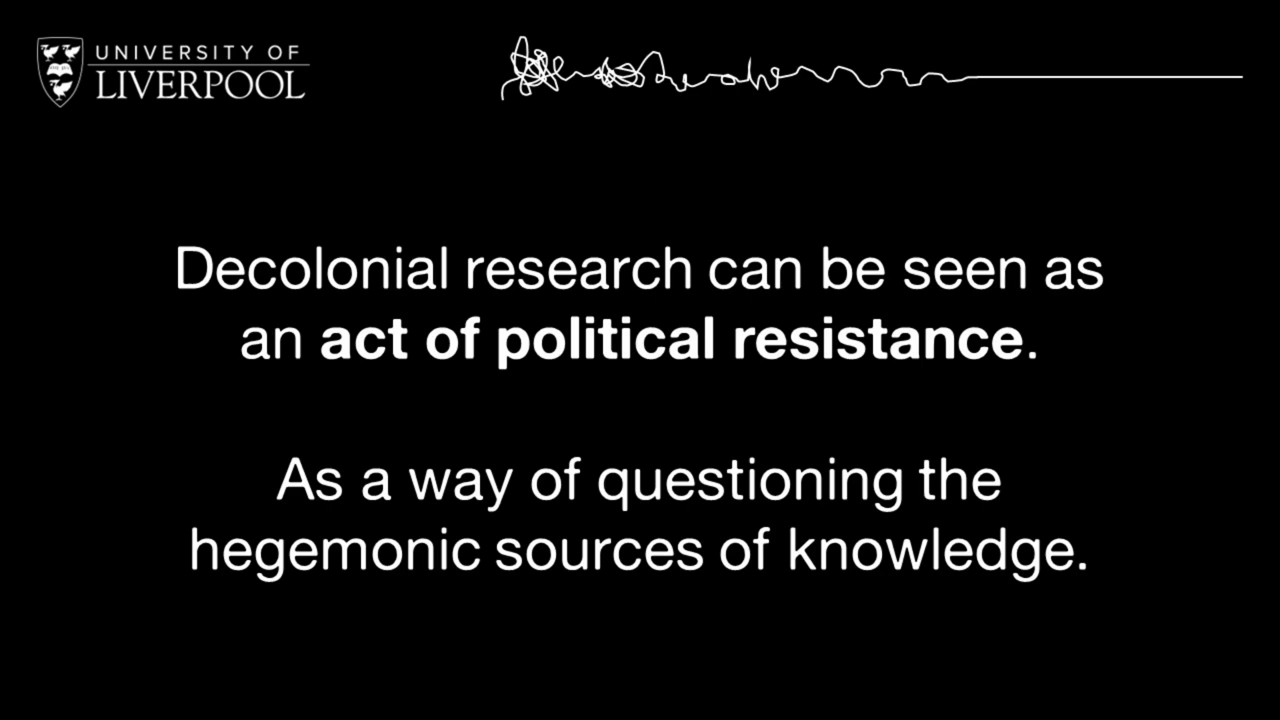 UNIVERSITY OF
LIVERPOOL
Decolonial research can be seen as
an act of political resistance.
As a way of questioning the
hegemonic sources of knowledge.